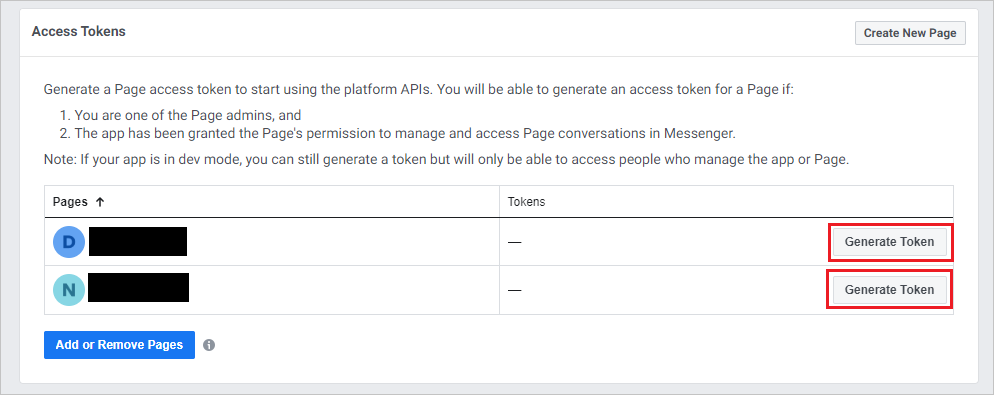 Access Tokens
Create New Page
Generate a Page access token to start using the platform APIs. You will be able to generate an access token for a Page if:
1. You are one of the Page admins, and
2. The app has been granted the Page's permission to manage and access Page conversations in Messenger.
Note: If your app is in dev mode, you can still generate a token but will only be able to access people who manage the app or Page.
Pages ↑ Tokens
D — Generate Token
N — Generate Token
Add or Remove Pages